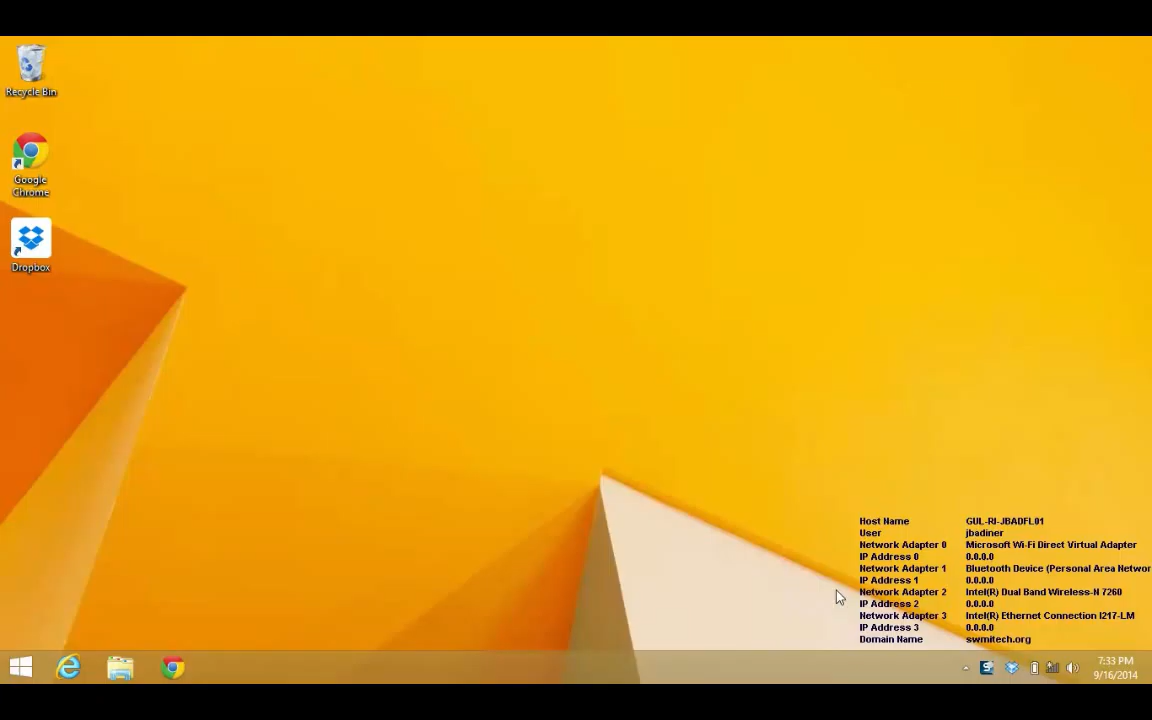 Recycle Bin
Google
Chrome
Dropbox
Host Name GUL-RI-JBADFL01
User jbadiner
Network Adapter 0 Microsoft Wi-Fi Direct Virtual Adapter
IP Address 0 0.0.0.0
Network Adapter 1 Bluetooth Device (Personal Area Networ
IP Address 1 0.0.0.0
Network Adapter 2 Intel(R) Dual Band Wireless-N 7260
IP Address 2 0.0.0.0
Network Adapter 3 Intel(R) Ethernet Connection I217-LM
IP Address 3 0.0.0.0
Domain Name swmitech.org
7:33 PM
9/16/2014